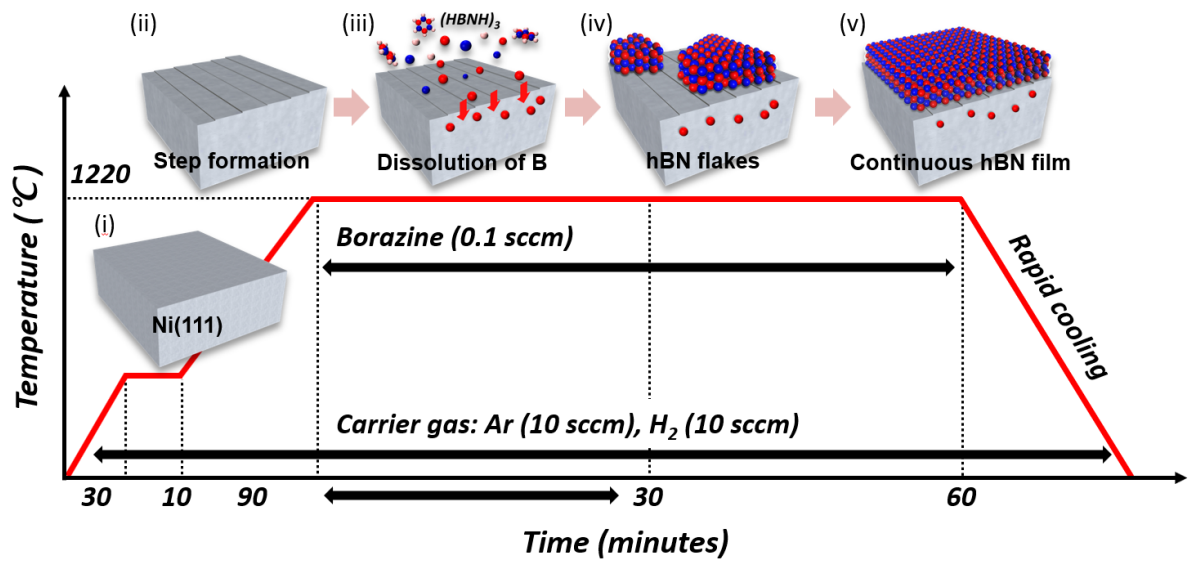 (ii)
(iii)
(HBNH)3
(iv)
(v)
Step formation
Dissolution of B
hBN flakes
Continuous hBN film
1220
Temperature (℃)
(i)
Ni(111)
Borazine (0.1 sccm)
Rapid cooling
Carrier gas: Ar (10 sccm), H2 (10 sccm)
30
10
90
30
60
Time (minutes)